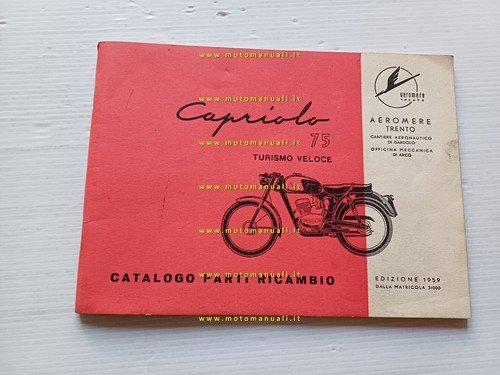 www.motomanuali.it
Capriolo
75
TURISMO VELOCE
CATALOGO PARTI RICAMBIO
aeromere
TRENTO
AEROMERE
TRENTO
CANTIERE AERONAUTICO
DI GARDOLO
OFFICINA MECCANICA
DI ARCO
EDIZIONE 1959
DALLA MATRICOLA 31000
www.motomanuali.it
www.motomanuali.it
www.motomanuali.it
www.motomanuali.it
www.motomanuali.it
www.motomanuali.it